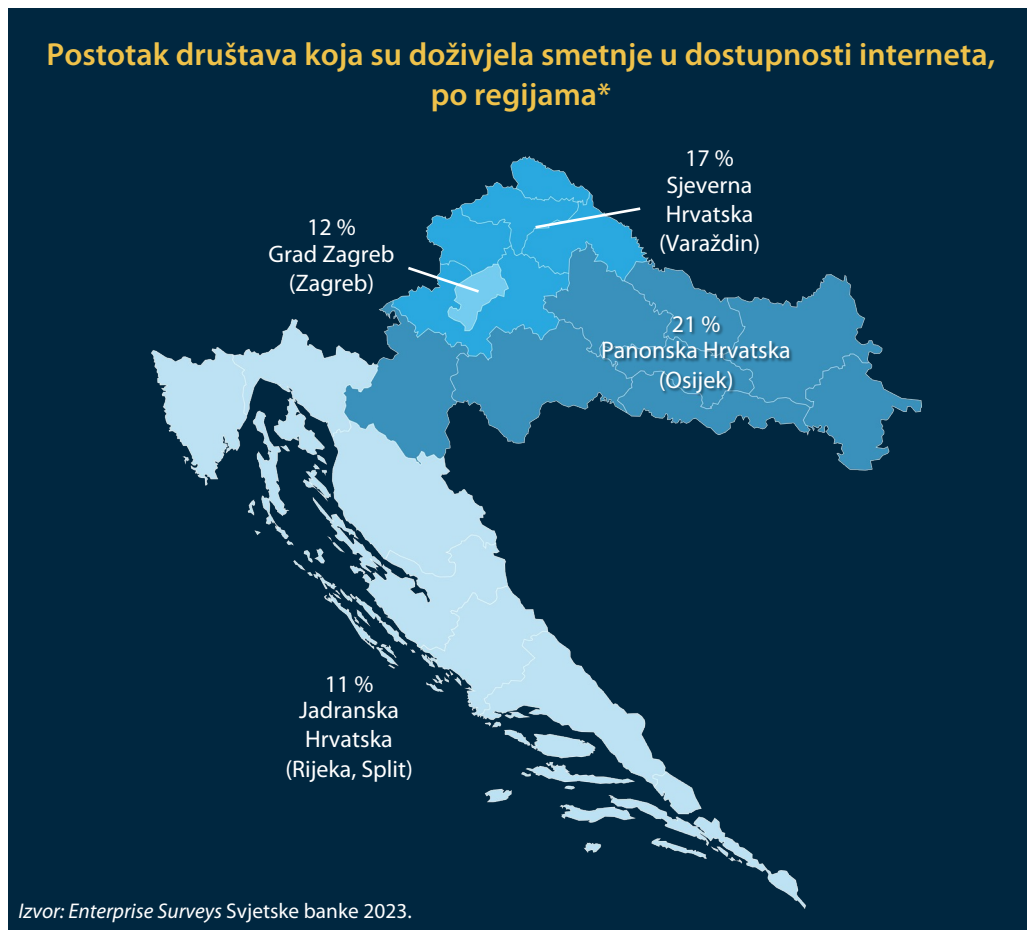 Postotak društava koja su doživjela smetnje u dostupnosti interneta,
po regijama*
17 %
Sjeverna
Hrvatska
(Varaždin)
12 %
Grad Zagreb
(Zagreb)
21 %
Panonska Hrvatska
(Osijek)
11 %
Jadranska
Hrvatska
(Rijeka, Split)
Izvor: Enterprise Surveys Svjetske banke 2023.